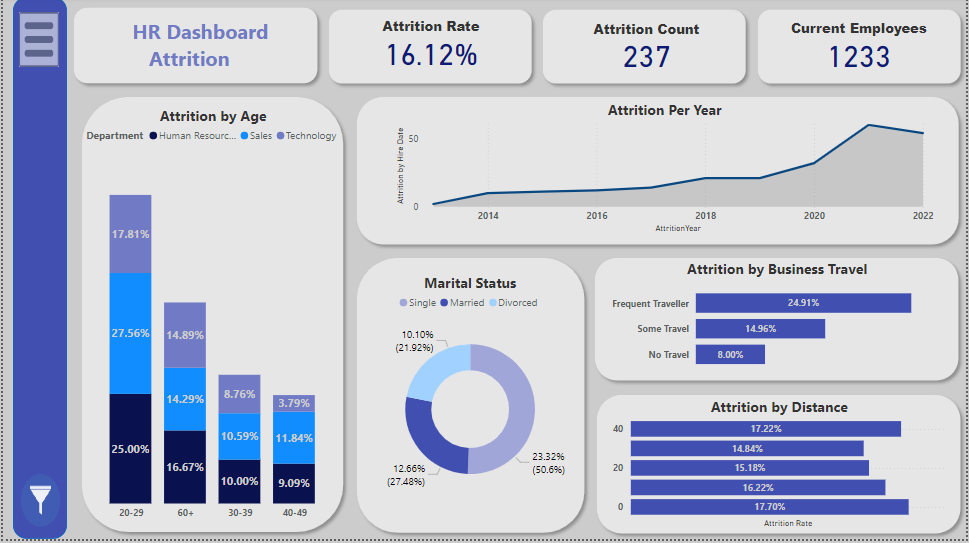 HR Dashboard
Attrition
Attrition Rate
16.12%
Attrition Count
237
Current Employees
1233
Attrition by Age
Department Human Resourc... Sales Technology
17.81%
27.56%
25.00%
14.89%
14.29%
16.67%
8.76%
10.59%
10.00%
3.79%
11.84%
9.09%
20-29 60+ 30-39 40-49
Attrition Per Year
Attrition by Hire Date
50
0
2014 2016 2018 2020 2022
AttritionYear
Marital Status
Single Married Divorced
10.10%
(21.92%)
12.66%
(27.48%)
23.32%
(50.6%)
Attrition by Business Travel
Frequent Traveller 24.91%
Some Travel 14.96%
No Travel 8.00%
Attrition by Distance
40 17.22%
14.84%
20 15.18%
16.22%
0 17.70%
Attrition Rate